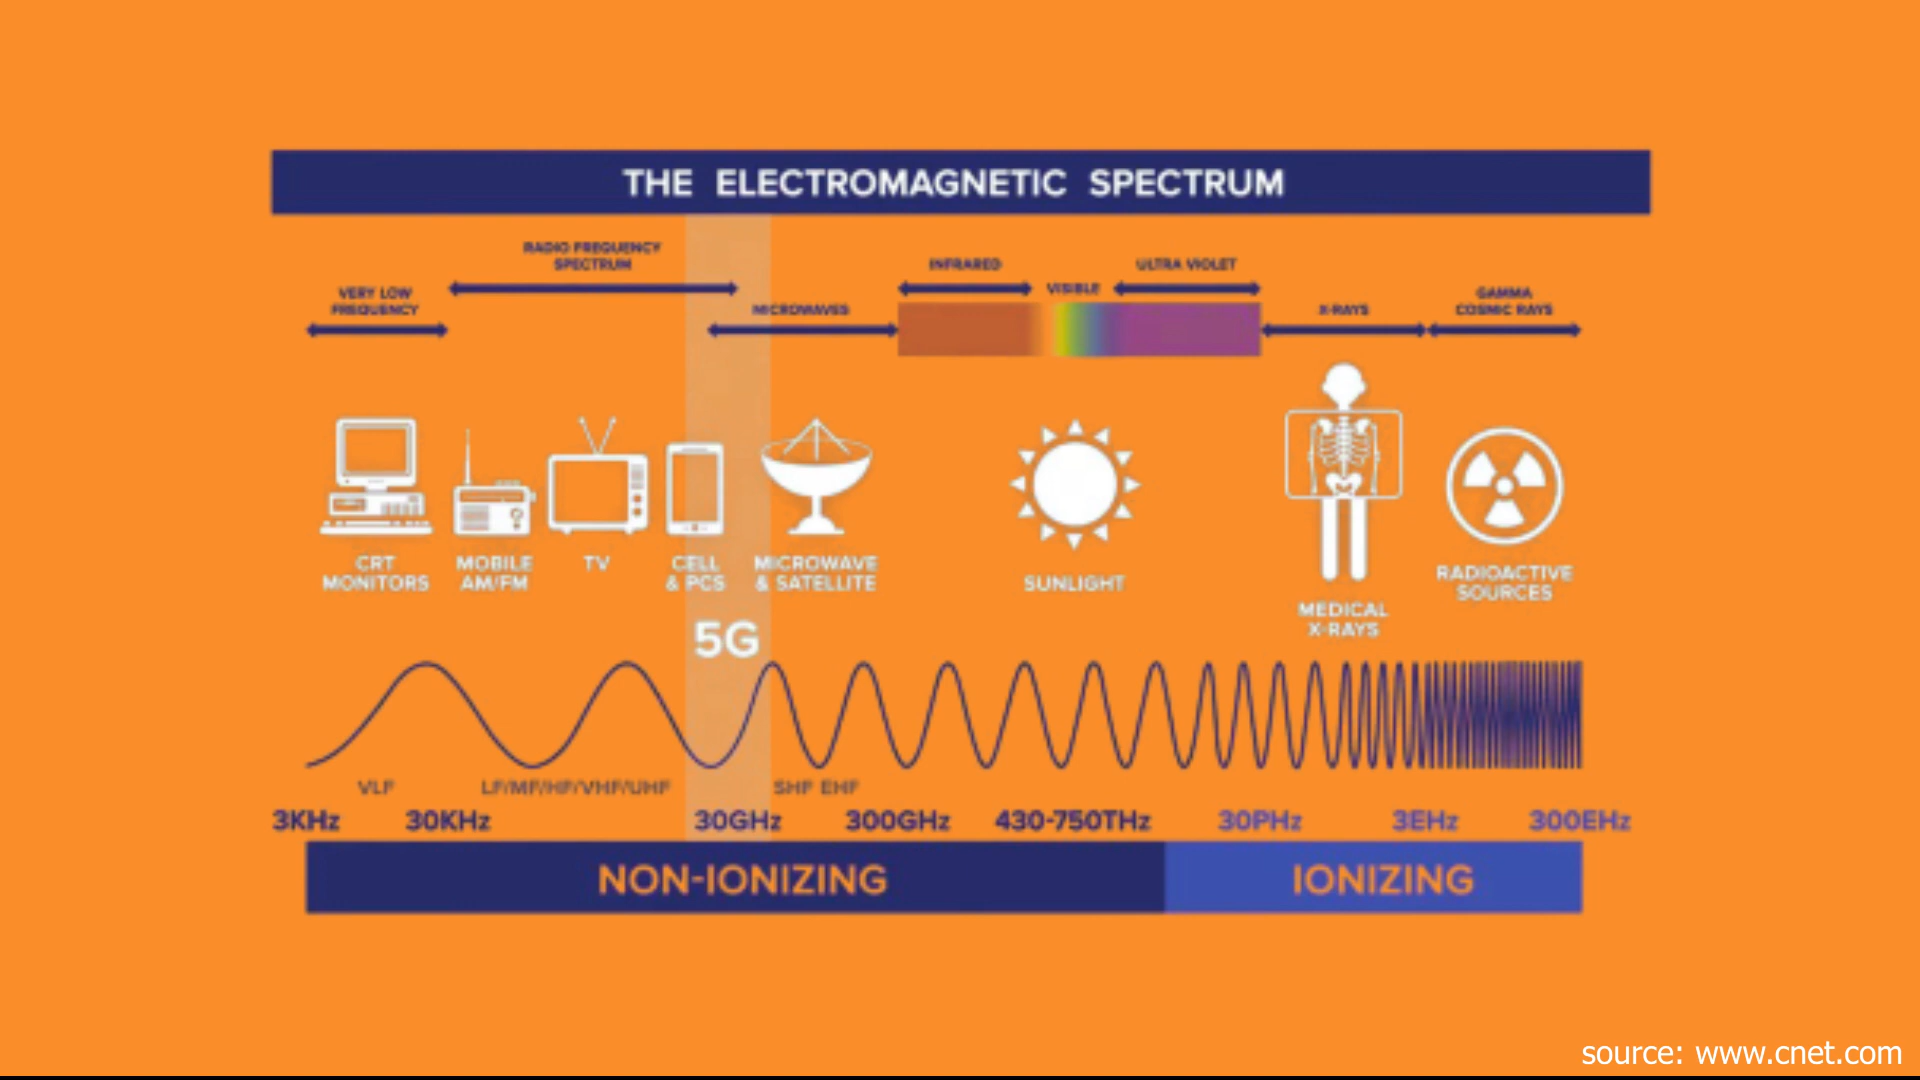 THE ELECTROMAGNETIC SPECTRUM
RADIO FREQUENCY
SPECTRUM
INFRARED
VISIBLE
ULTRA VIOLET
VERY LOW
FREQUENCY
MICROWAVES
X-RAYS
GAMMA
COSMIC RAYS
CRT
MONITORS
MOBILE
AM/FM
TV
CELL
& PCS
MICROWAVE
& SATELLITE
SUNLIGHT
MEDICAL
X-RAYS
RADIOACTIVE
SOURCES
5G
VLF
LF/MF/HF/VHF/UHF
SHF EHF
3KHz
30KHz
30GHz
300GHz
430-750THz
30PHz
3EHz
300EHz
NON-IONIZING
IONIZING
source: www.cnet.com